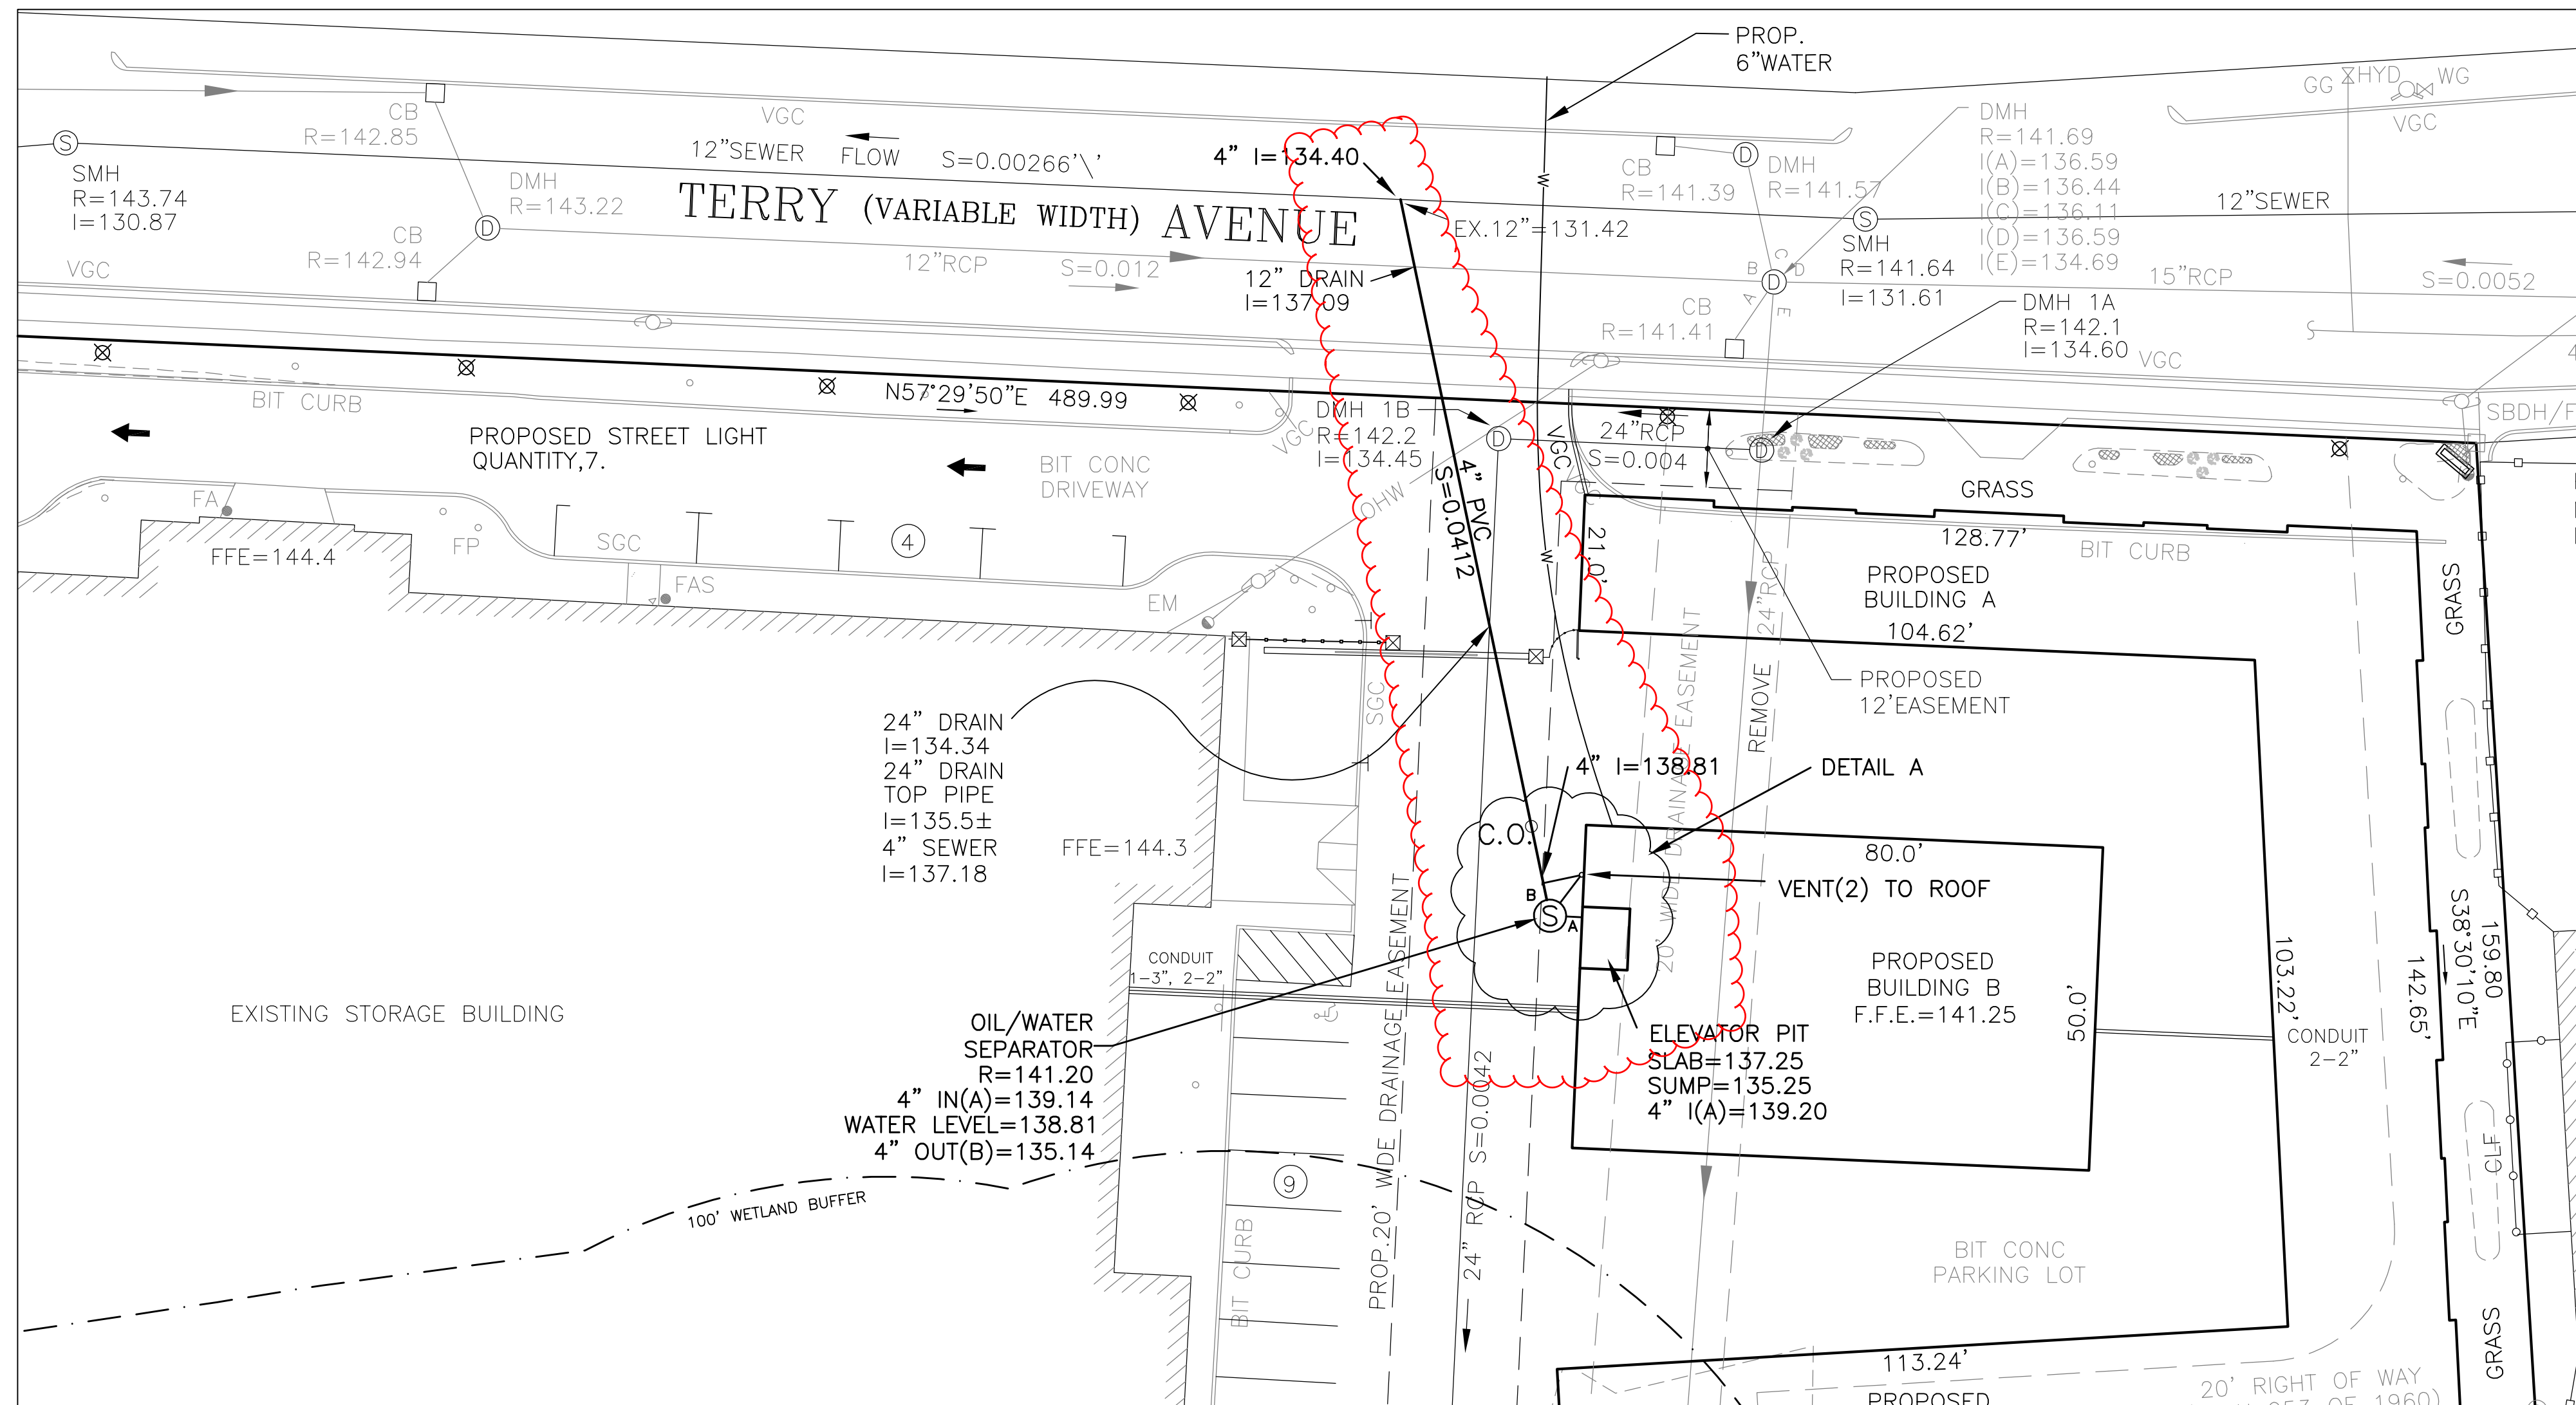 PROP.
6"WATER
CB
R=142.85
VGC
12"SEWER
FLOW
S=0.00266'\'
4" I=134.40
SMH
R=143.74
I=130.87
DMH
R=143.22
TERRY (VARIABLE WIDTH) AVENUE
EX.12"=131.42
CB
R=141.39
DMH
R=141.57
DMH
R=141.69
I(A)=136.59
I(B)=136.44
I(C)=136.11
I(D)=136.59
I(E)=134.69
GG
HYD
WG
VGC
12"SEWER
SMH
R=141.64
I=131.61
CB
R=142.94
VGC
12"RCP
S=0.012
12" DRAIN
I=137.09
B
C
D
A
E
15"RCP
S=0.0052
CB
R=141.41
DMH 1A
R=142.1
I=134.60
VGC
BIT CURB
N57°29'50"E 489.99
VGC
DMH 1B
R=142.2
I=134.45
VGC
24"RCP
S=0.004
SBDH/F
PROPOSED STREET LIGHT
QUANTITY,7.
BIT CONC
DRIVEWAY
OHW
4" PVC
S=0.0412
GRASS
FA
FP
FFE=144.4
SGC
4
FAS
EM
21.0'
128.77'
BIT CURB
PROPOSED
BUILDING A
104.62'
GRASS
W
W
REMOVE 24"RCP
20' WIDE DRAINAGE EASEMENT
PROPOSED
12'EASEMENT
SGC
24" DRAIN
I=134.34
24" DRAIN
TOP PIPE
I=135.5±
4" SEWER
I=137.18
FFE=144.3
4" I=138.81
DETAIL A
C.O.
80.0'
VENT(2) TO ROOF
B
S
A
CONDUIT
1-3", 2-2"
PROPOSED
BUILDING B
F.F.E.=141.25
50.0'
103.22'
CONDUIT
2-2"
142.65'
S38°30'10"E
159.80
EXISTING STORAGE BUILDING
OIL/WATER
SEPARATOR
R=141.20
4" IN(A)=139.14
WATER LEVEL=138.81
4" OUT(B)=135.14
ELEVATOR PIT
SLAB=137.25
SUMP=135.25
4" I(A)=139.20
PROP.20' WIDE DRAINAGE EASEMENT
24" RCP S=0.0042
9
100' WETLAND BUFFER
BIT CURB
CLF
BIT CONC
PARKING LOT
GRASS
113.24'
PROPOSED
20' RIGHT OF WAY
OF 1960)